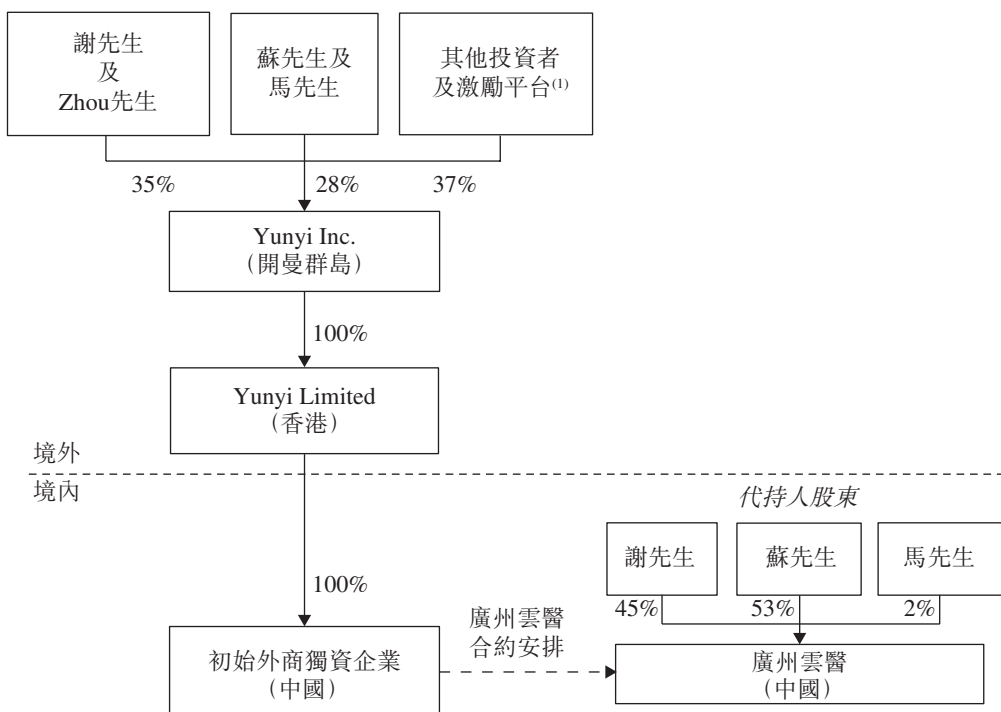 謝先生
及
Zhou先生
蘇先生及
馬先生
其他投資者
及激勵平台(1)
35%
28%
37%
Yunyi Inc.
（開曼群島）
100%
Yunyi Limited
（香港）
境外
境內
代持人股東
謝先生
蘇先生
馬先生
100%
45%
53%
2%
廣州雲醫
合約安排
初始外商獨資企業
（中國）
廣州雲醫
（中國）